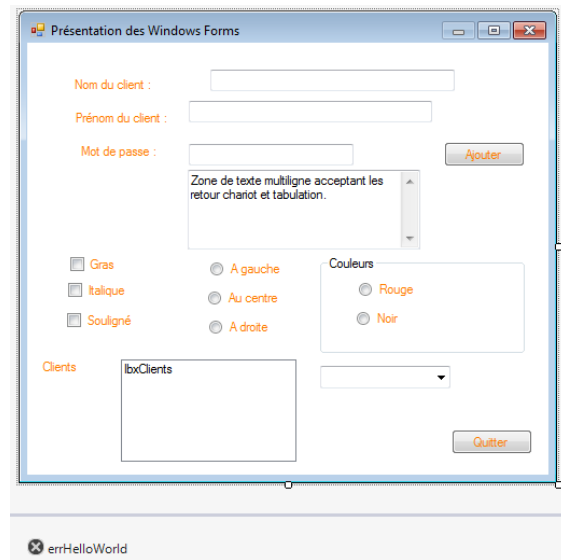 Présentation des Windows Forms
Nom du client :
Prénom du client :
Mot de passe :
Ajouter
Zone de texte multiligne acceptant les
retour chariot et tabulation.
Gras
A gauche
Couleurs
Italique
Rouge
Au centre
Souligné
Noir
A droite
Clients
lbxClients
Quitter
errHelloWorld